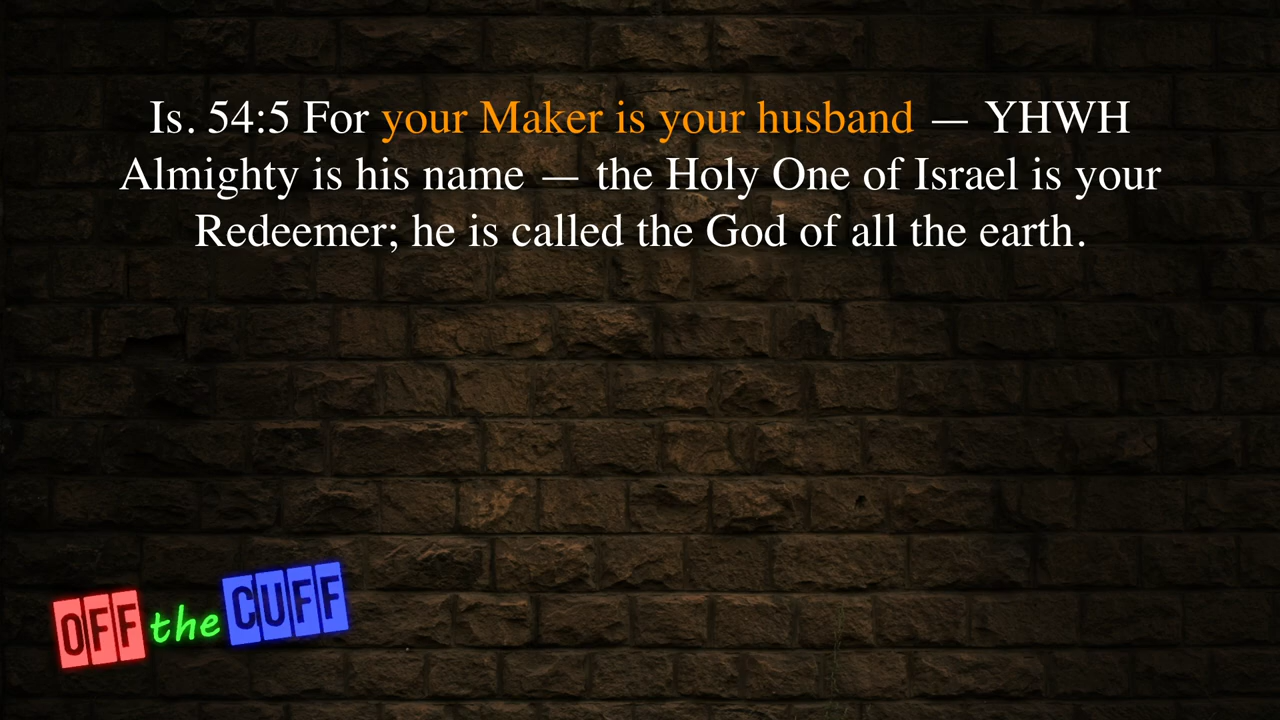 Is. 54:5 For your Maker is your husband — YHWH
Almighty is his name — the Holy One of Israel is your
Redeemer; he is called the God of all the earth.
OFF the CUFF